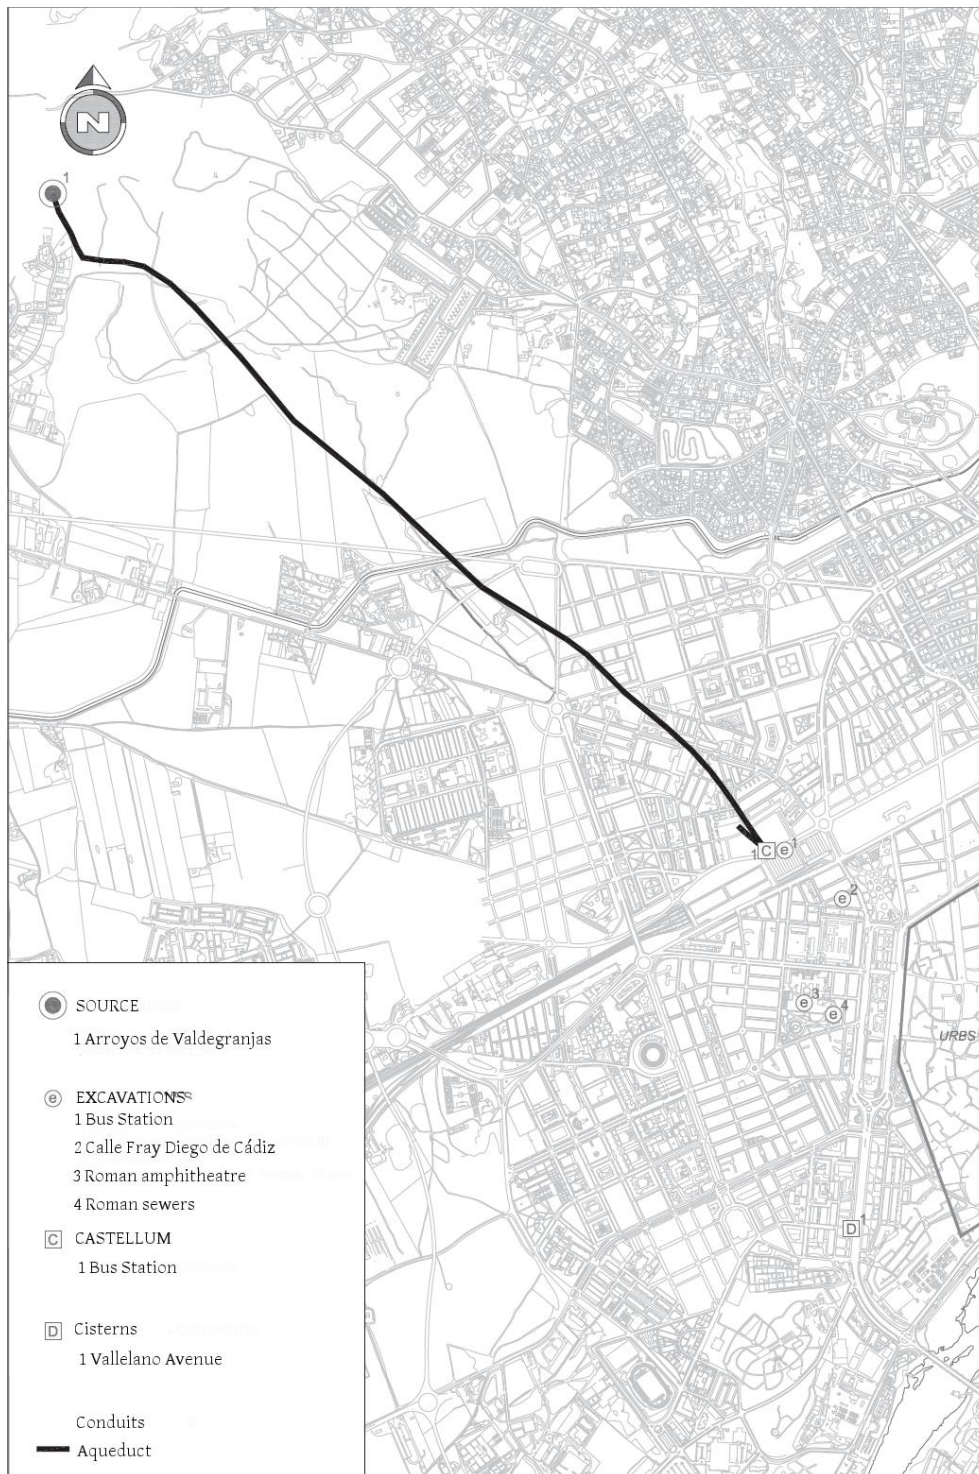 N
1
1 C e 1
e 2
e 3
e 4
URBS
D 1
SOURCE
1 Arroyos de Valdegranjas
e EXCAVATIONS
1 Bus Station
2 Calle Fray Diego de Cádiz
3 Roman amphitheatre
4 Roman sewers
C CASTELLUM
1 Bus Station
D Cisterns
1 Vallelano Avenue
Conduits
Aqueduct